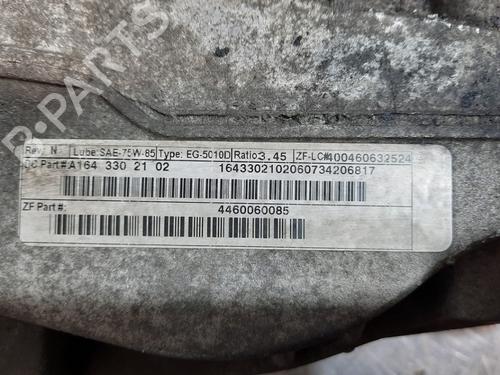 B-PARTS
Rev: N Lube:SAE-75W-85 Type: EG-5010D Ratio:3.45 ZF-LC#:400460632524
DC Part#:A164 330 21 02 16433021020607342068​17
ZF Part #: 4460060085